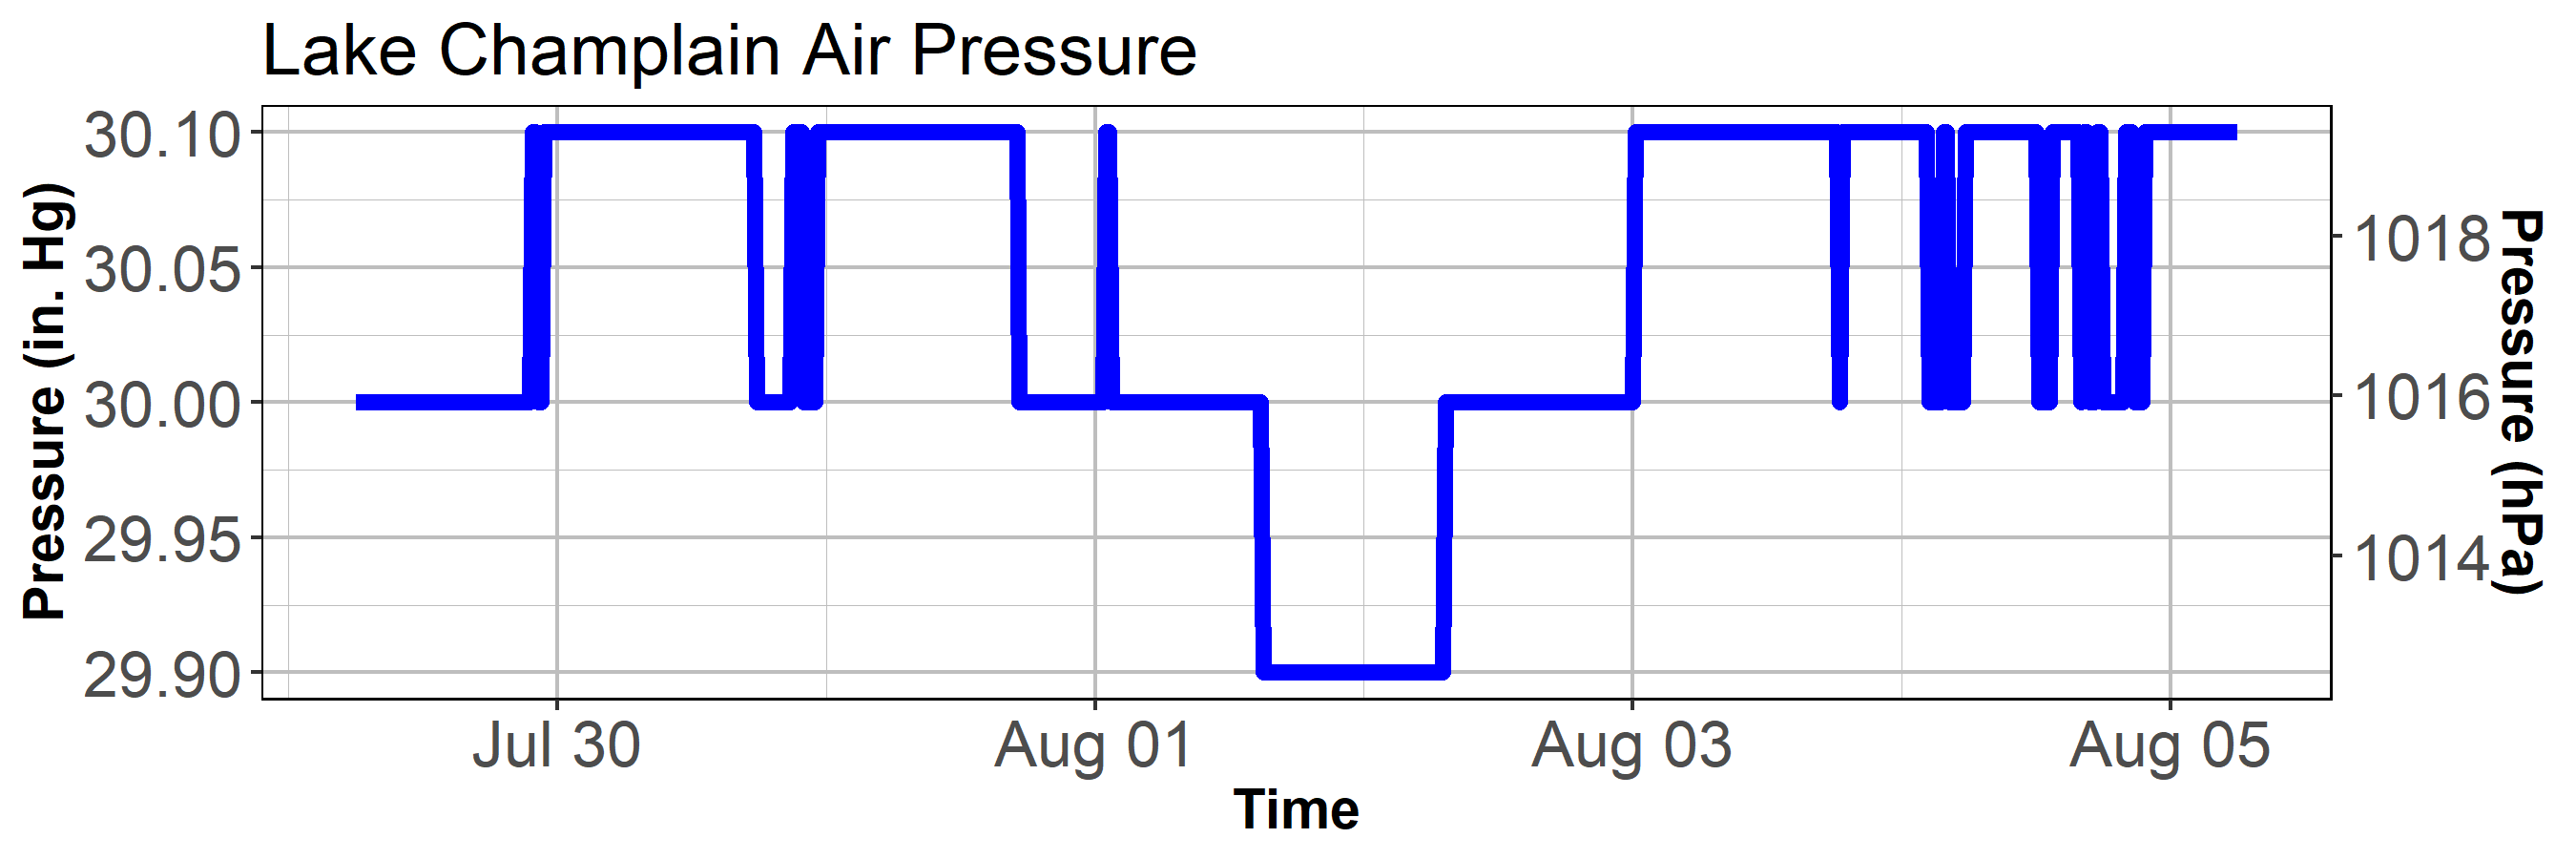 Lake Champlain Air Pressure
Pressure (in. Hg)
30.10
30.05
30.00
29.95
29.90
1018
1016
1014
Pressure (hPa)
Jul 30 Aug 01 Aug 03 Aug 05
Time